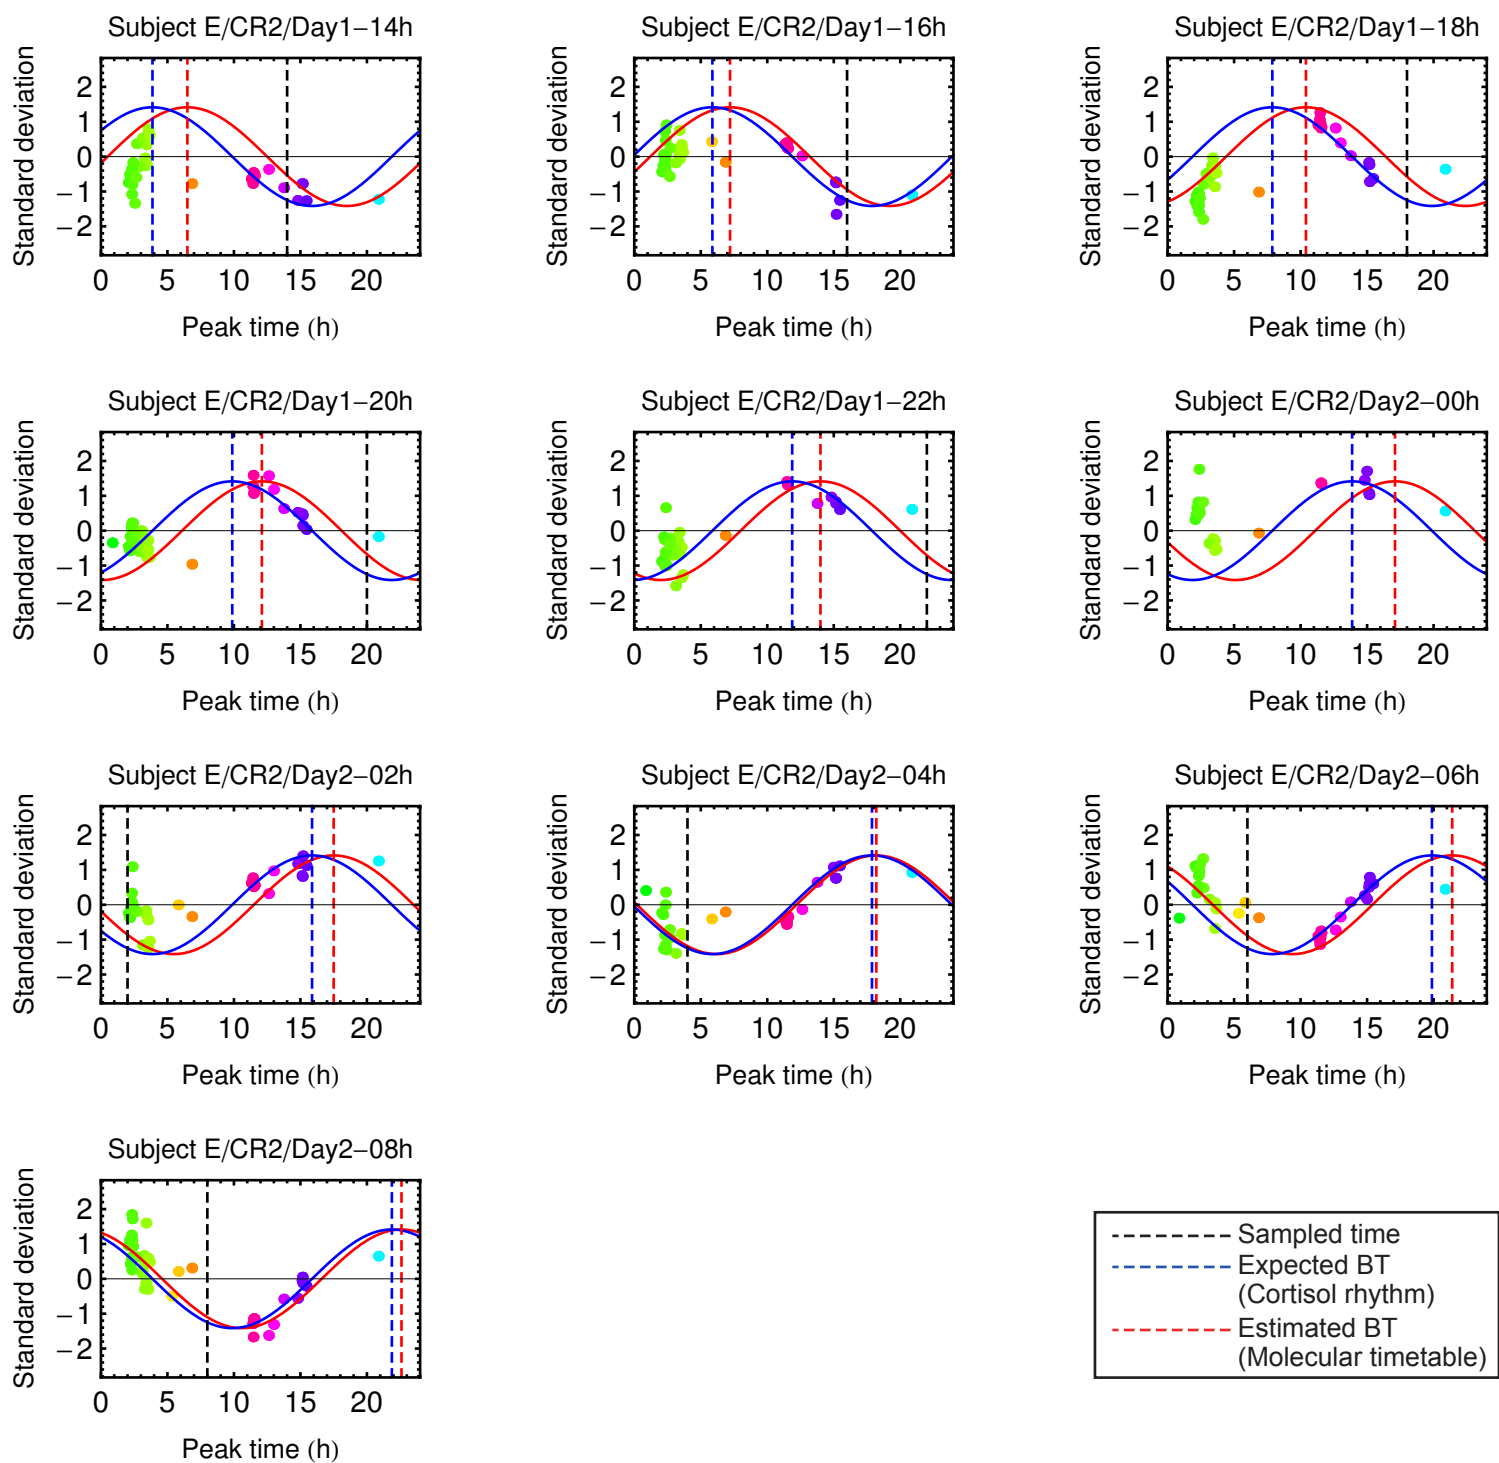 Subject E/CR2/Day1−14h
Subject E/CR2/Day1−16h
Subject E/CR2/Day1−18h
Standard deviation
2
1
0
−1
−2
0 5 10 15 20
Peak time (h)
Standard deviation
2
1
0
−1
−2
0 5 10 15 20
Peak time (h)
Standard deviation
2
1
0
−1
−2
0 5 10 15 20
Peak time (h)
Subject E/CR2/Day1−20h
Subject E/CR2/Day1−22h
Subject E/CR2/Day2−00h
Standard deviation
2
1
0
−1
−2
0 5 10 15 20
Peak time (h)
Standard deviation
2
1
0
−1
−2
0 5 10 15 20
Peak time (h)
Standard deviation
2
1
0
−1
−2
0 5 10 15 20
Peak time (h)
Subject E/CR2/Day2−02h
Subject E/CR2/Day2−04h
Subject E/CR2/Day2−06h
Standard deviation
2
1
0
−1
−2
0 5 10 15 20
Peak time (h)
Standard deviation
2
1
0
−1
−2
0 5 10 15 20
Peak time (h)
Standard deviation
2
1
0
−1
−2
0 5 10 15 20
Peak time (h)
Subject E/CR2/Day2−08h
Standard deviation
2
1
0
−1
−2
0 5 10 15 20
Peak time (h)
Sampled time
Expected BT
(Cortisol rhythm)
Estimated BT
(Molecular timetable)